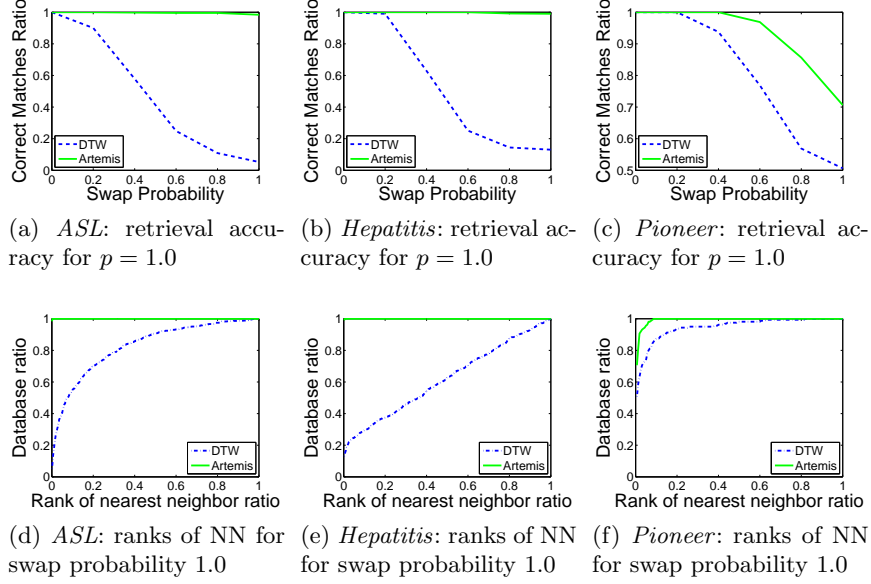 Correct Matches Ratio
1
0.8
0.6
0.4
0.2
0
DTW
Artemis
0 0.2 0.4 0.6 0.8 1
Swap Probability
(a) ASL: retrieval accu-
racy for p = 1.0
Correct Matches Ratio
1
0.8
0.6
0.4
0.2
0
DTW
Artemis
0 0.2 0.4 0.6 0.8 1
Swap Probability
(b) Hepatitis: retrieval ac-
curacy for p = 1.0
Correct Matches Ratio
1
0.9
0.8
0.7
0.6
0.5
DTW
Artemis
0 0.2 0.4 0.6 0.8 1
Swap Probability
(c) Pioneer: retrieval ac-
curacy for p = 1.0
Database ratio
1
0.8
0.6
0.4
0.2
0
DTW
Artemis
0 0.2 0.4 0.6 0.8 1
Rank of nearest neighbor ratio
(d) ASL: ranks of NN for
swap probability 1.0
Database ratio
1
0.8
0.6
0.4
0.2
0
DTW
Artemis
0 0.2 0.4 0.6 0.8 1
Rank of nearest neighbor ratio
(e) Hepatitis: ranks of NN
for swap probability 1.0
Database ratio
1
0.8
0.6
0.4
0.2
0
DTW
Artemis
0 0.2 0.4 0.6 0.8 1
Rank of nearest neighbor ratio
(f) Pioneer: ranks of NN
for swap probability 1.0